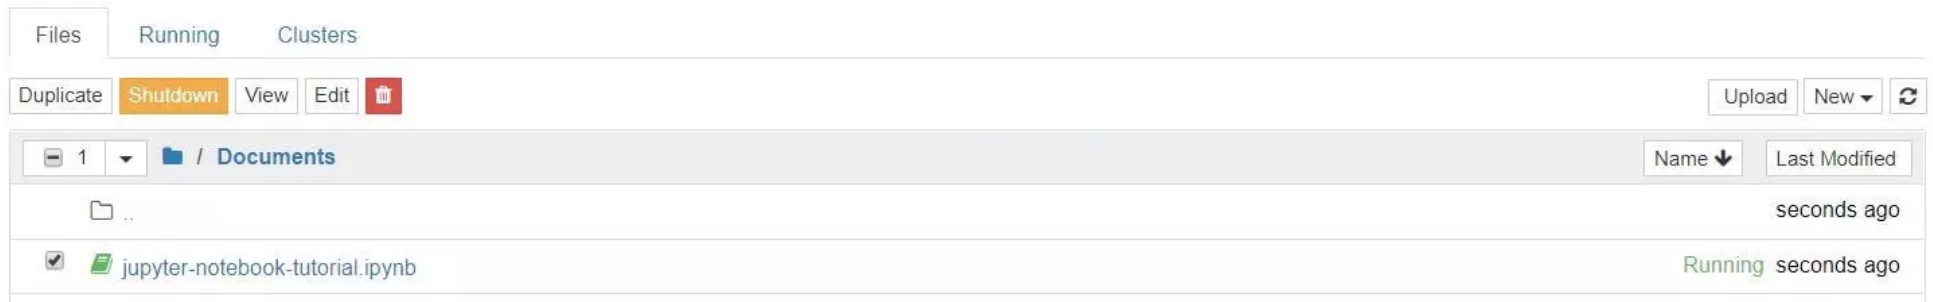 Files Running Clusters
Duplicate Shutdown View Edit Upload New
1 / Documents Name Last Modified
.. seconds ago
jupyter-notebook-tutorial.ipynb Running seconds ago